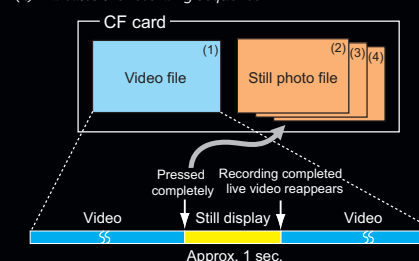 CF card
(1)
(2)
(3)
(4)
Video file
Still photo file
Pressed
completely
Recording completed
live video reappears
Video
Still display
Video
Approx. 1 sec.